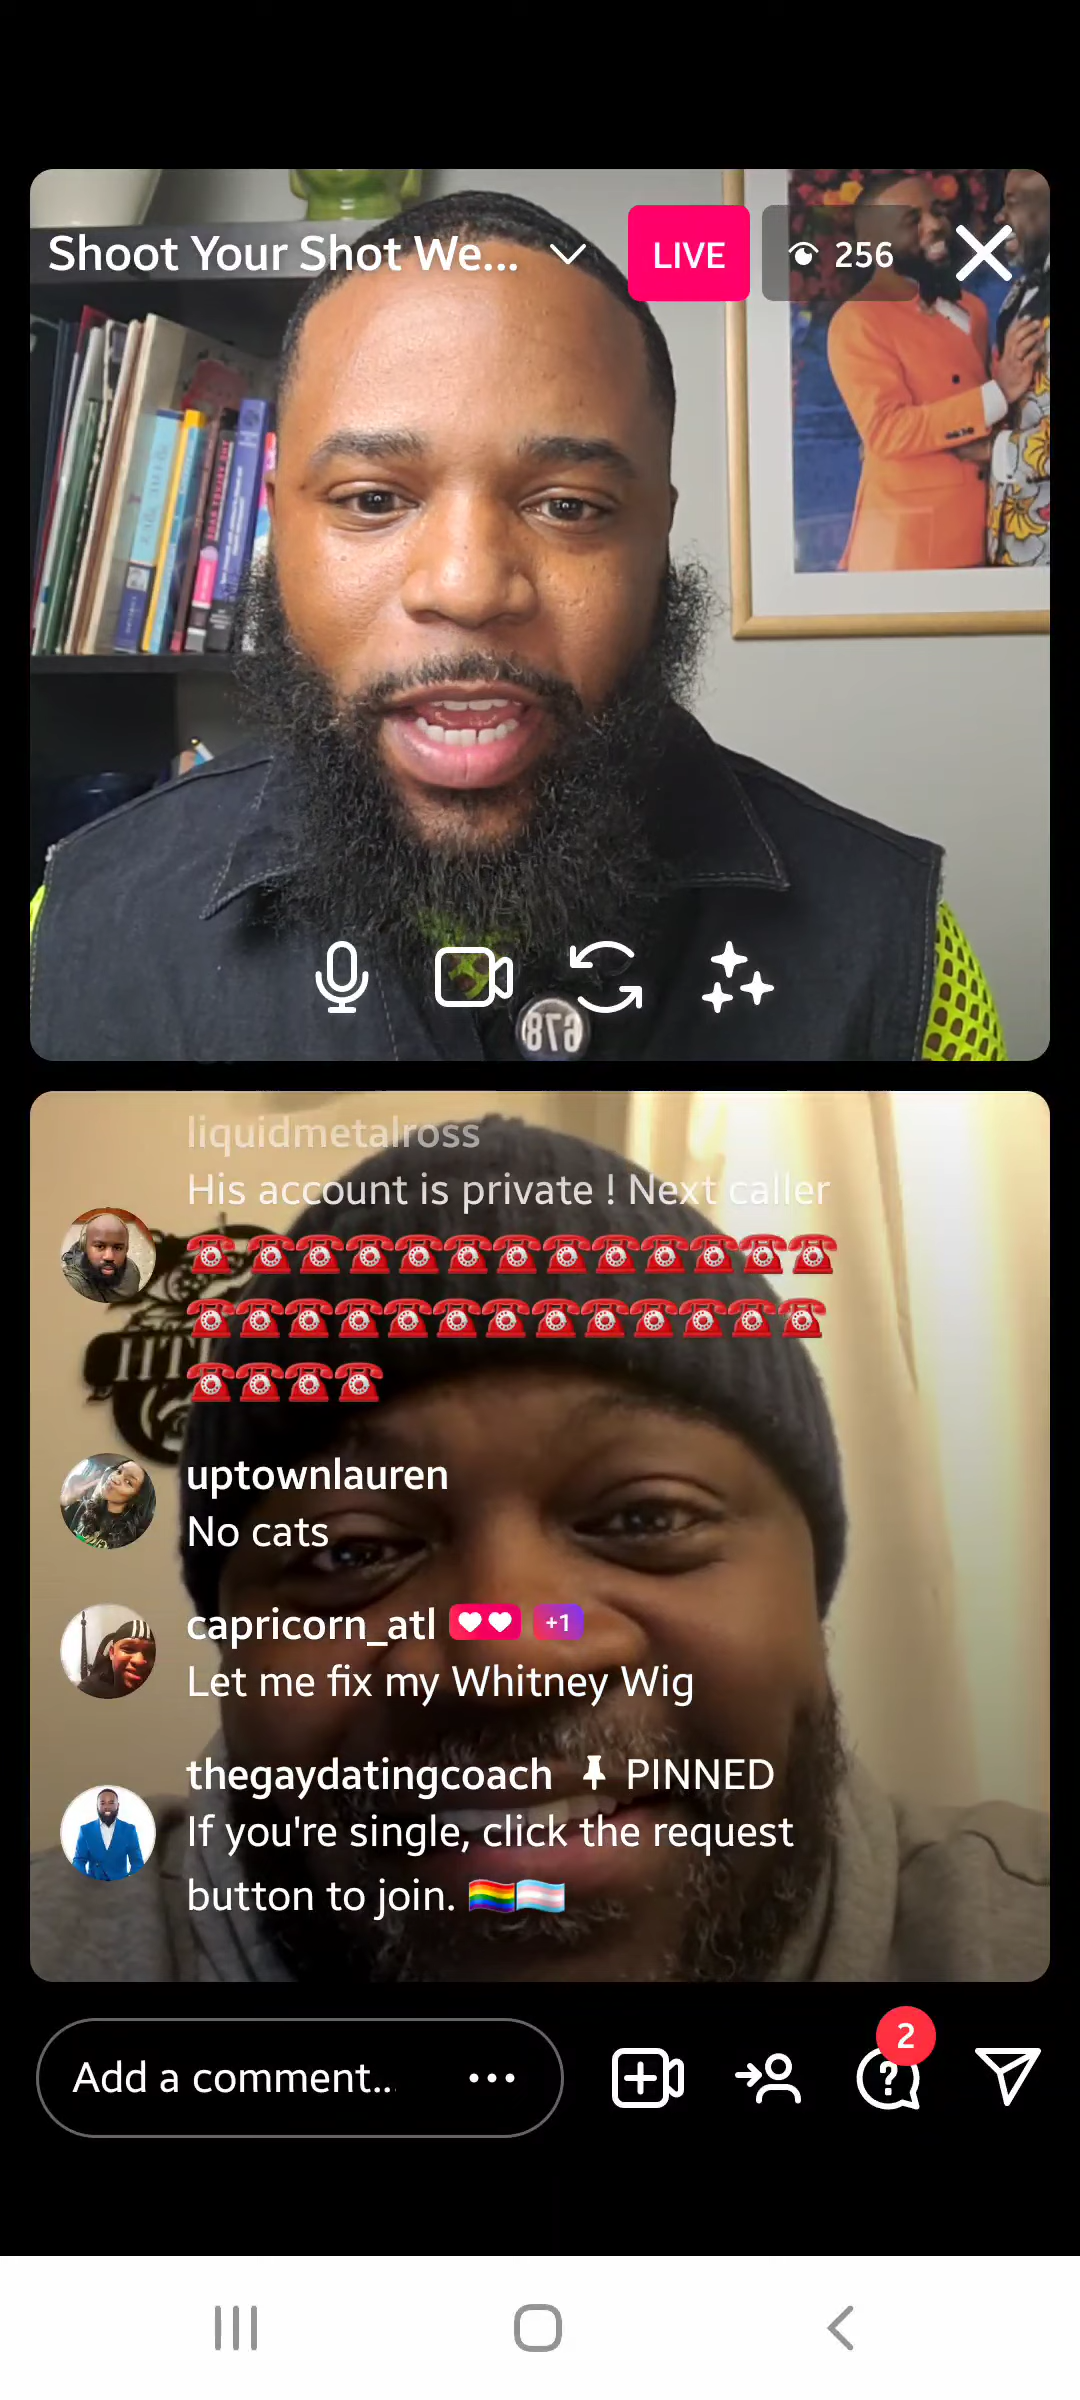 Shoot Your Shot We...
LIVE
256
678
liquidmetalross
His account is private ! Next caller
☎️☎️☎️☎️☎️☎️☎️☎️☎️☎️☎️☎️☎️
☎️☎️☎️☎️☎️☎️☎️☎️☎️☎️☎️☎️☎️
☎️☎️☎️☎️
uptownlauren
No cats
capricorn_atl +1
Let me fix my Whitney Wig
thegaydatingcoach PINNED
If you're single, click the request
button to join. 🏳️‍🌈🏳️‍⚧️
Add a comment...
2